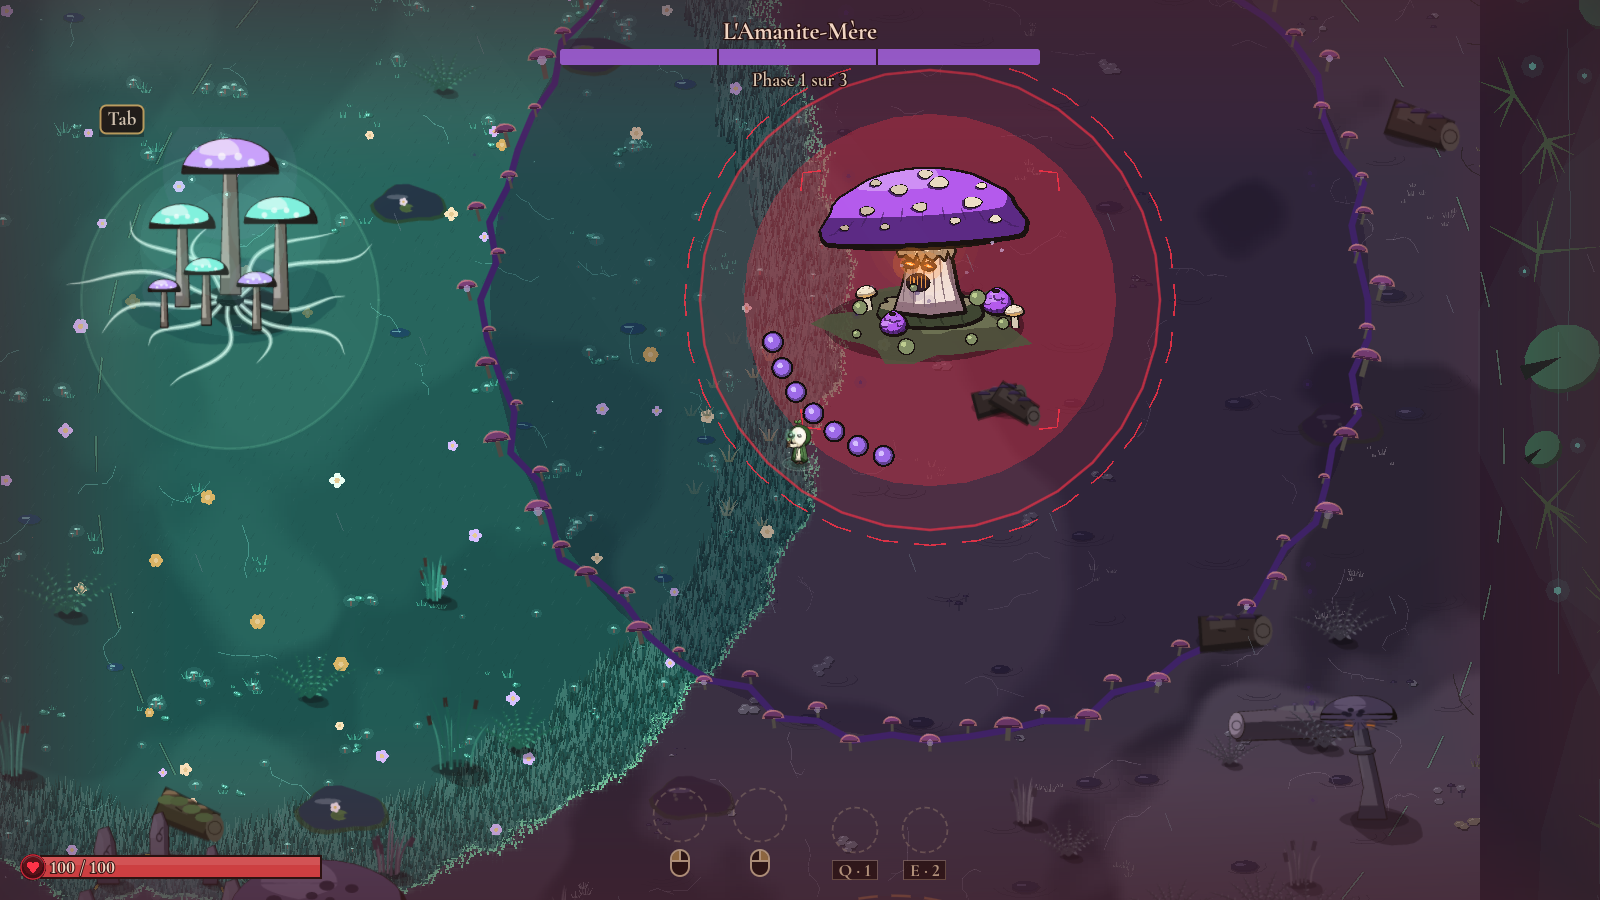 L'Amanite-Mère
Phase 1 sur 3
Tab
100 / 100
Q · 1
E · 2